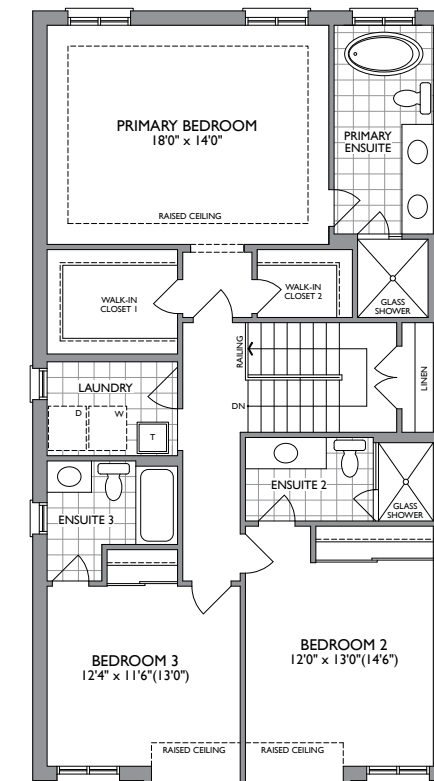 PRIMARY BEDROOM
18'0" x 14'0"
RAISED CEILING
PRIMARY
ENSUITE
WALK-IN
CLOSET 1
WALK-IN
CLOSET 2
GLASS
SHOWER
RAILING
LINEN
LAUNDRY
D
W
T
DN
ENSUITE 2
GLASS
SHOWER
ENSUITE 3
BEDROOM 3
12'4" x 11'6"(13'0")
BEDROOM 2
12'0" x 13'0"(14'6")
RAISED CEILING
RAISED CEILING